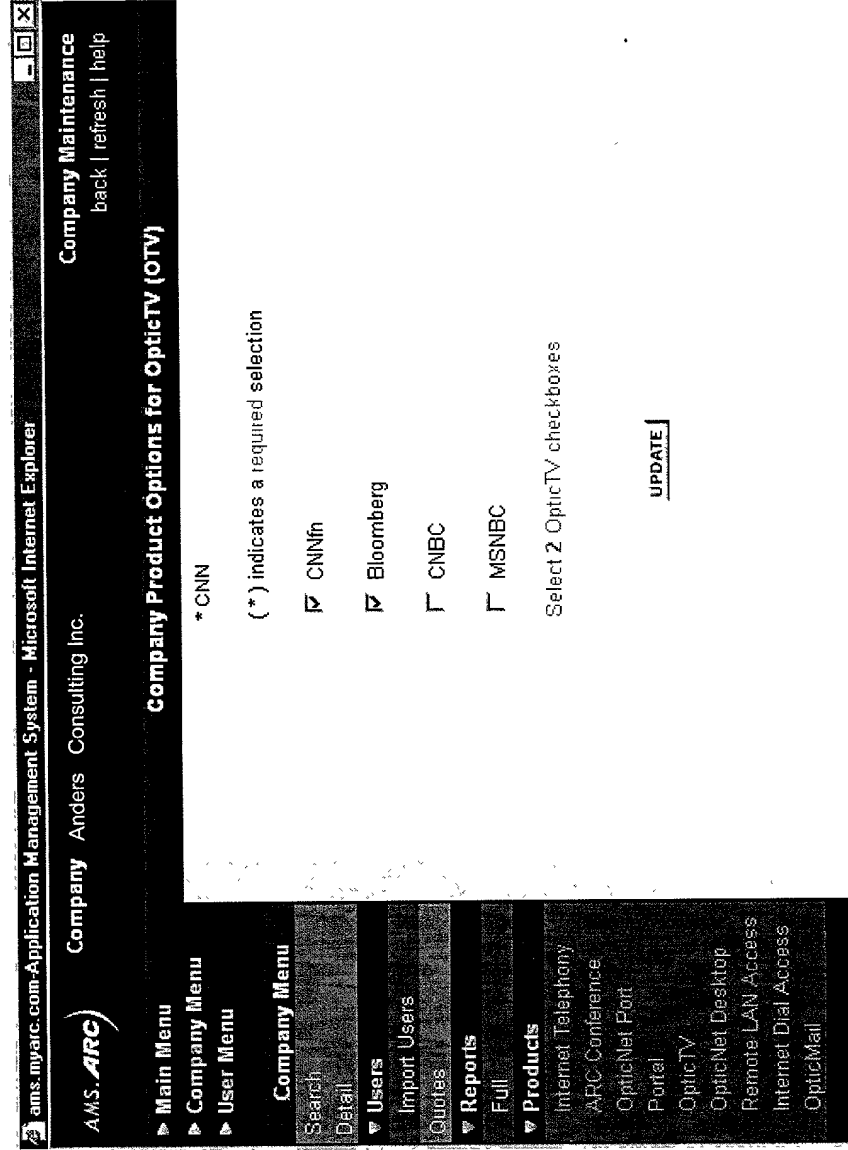 ams.myarc.com-Application Management System - Microsoft Internet Explorer
AMS.ARC
Company Anders Consulting Inc.
Company Maintenance
back | refresh | help
Main Menu
Company Menu
User Menu
Company Menu
Search
Detail
Users
Import Users
Quotes
Reports
Full
Products
Internet Telephony
ARC Conference
OpticNet Port
Portal
OpticTV
OpticNet Desktop
Remote LAN Access
Internet Dial Access
OpticMail
Company Product Options for OpticTV (OTV)
*CNN
(*) indicates a required selection
CNNfn
Bloomberg
CNBC
MSNBC
Select 2 OpticTV checkboxes
UPDATE